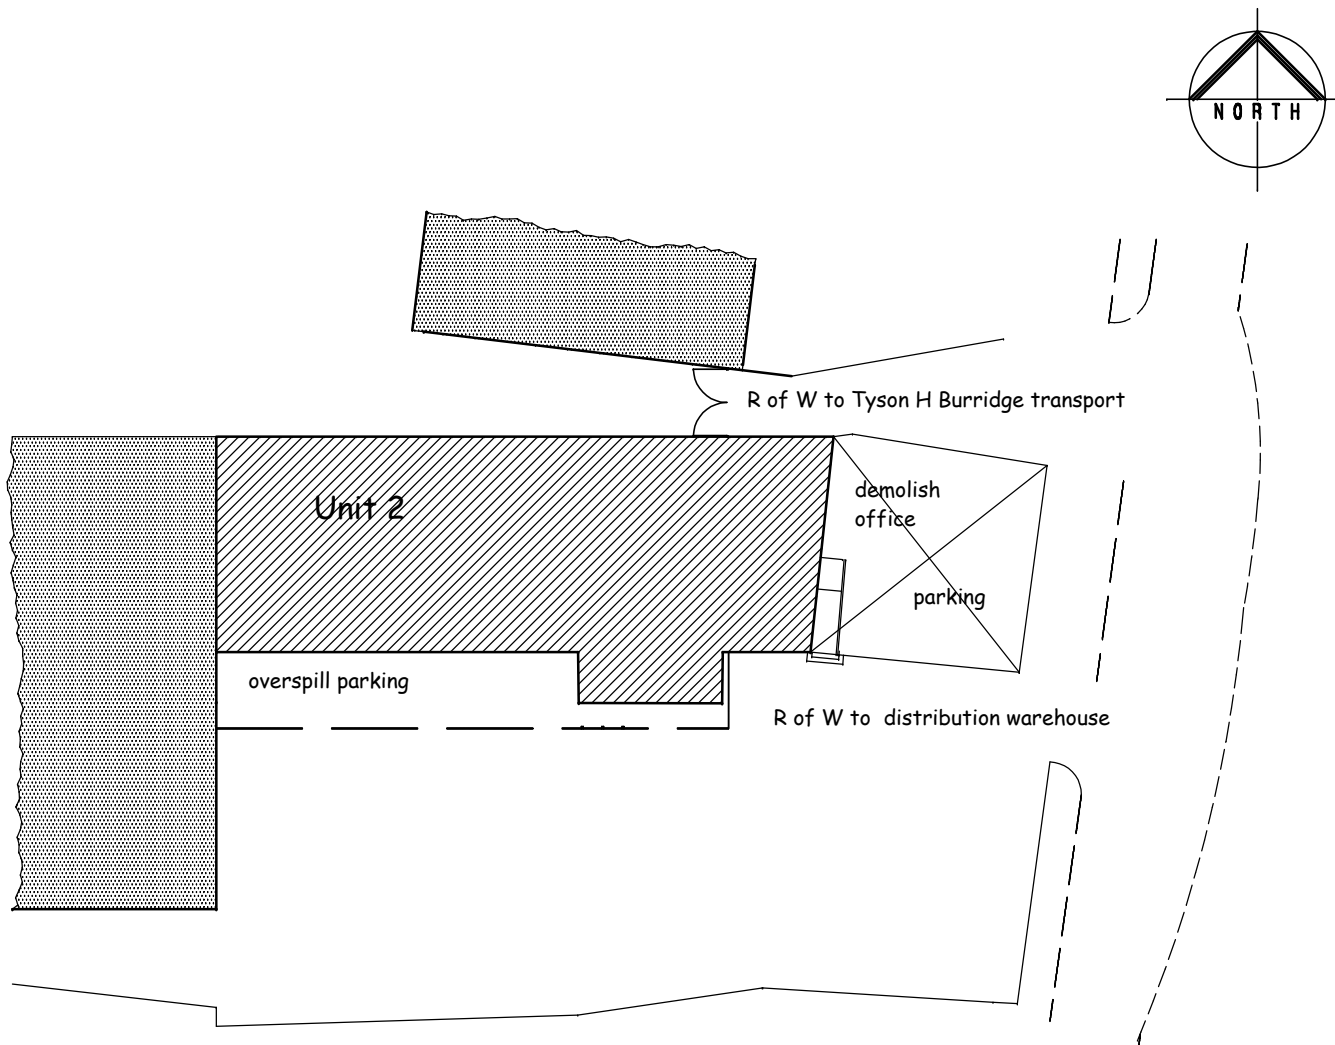 NORTH
R of W to Tyson H Burridge transport
Unit 2
demolish
office
parking
overspill parking
R of W to distribution warehouse